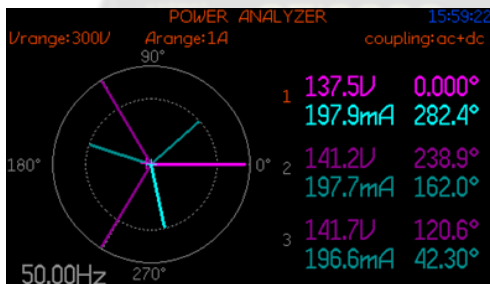 POWER ANALYZER 15:59:22
Vrange:300V Arange:1A coupling:ac+dc
90°
1 137.5V 0.000°
197.9mA 282.4°
180° 0° 2 141.2V 238.9°
197.7mA 162.0°
3 141.7V 120.6°
196.6mA 42.30°
50.00Hz 270°